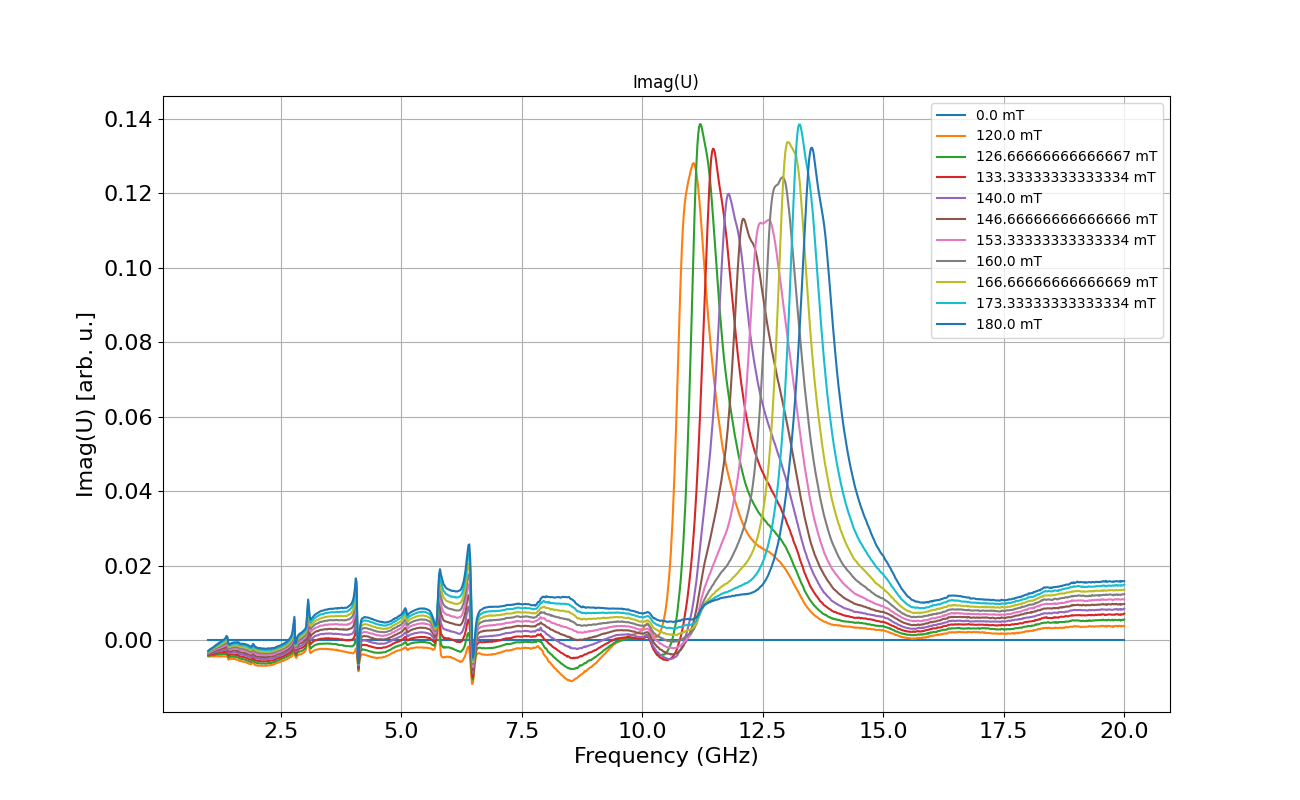 Imag(U)
0.14
0.12
0.10
0.08
0.06
0.04
0.02
0.00
Imag(U) [arb. u.]
2.5 5.0 7.5 10.0 12.5 15.0 17.5 20.0
Frequency (GHz)
0.0 mT
120.0 mT
126.66666666666667 mT
133.33333333333334 mT
140.0 mT
146.66666666666666 mT
153.33333333333334 mT
160.0 mT
166.66666666666669 mT
173.33333333333334 mT
180.0 mT